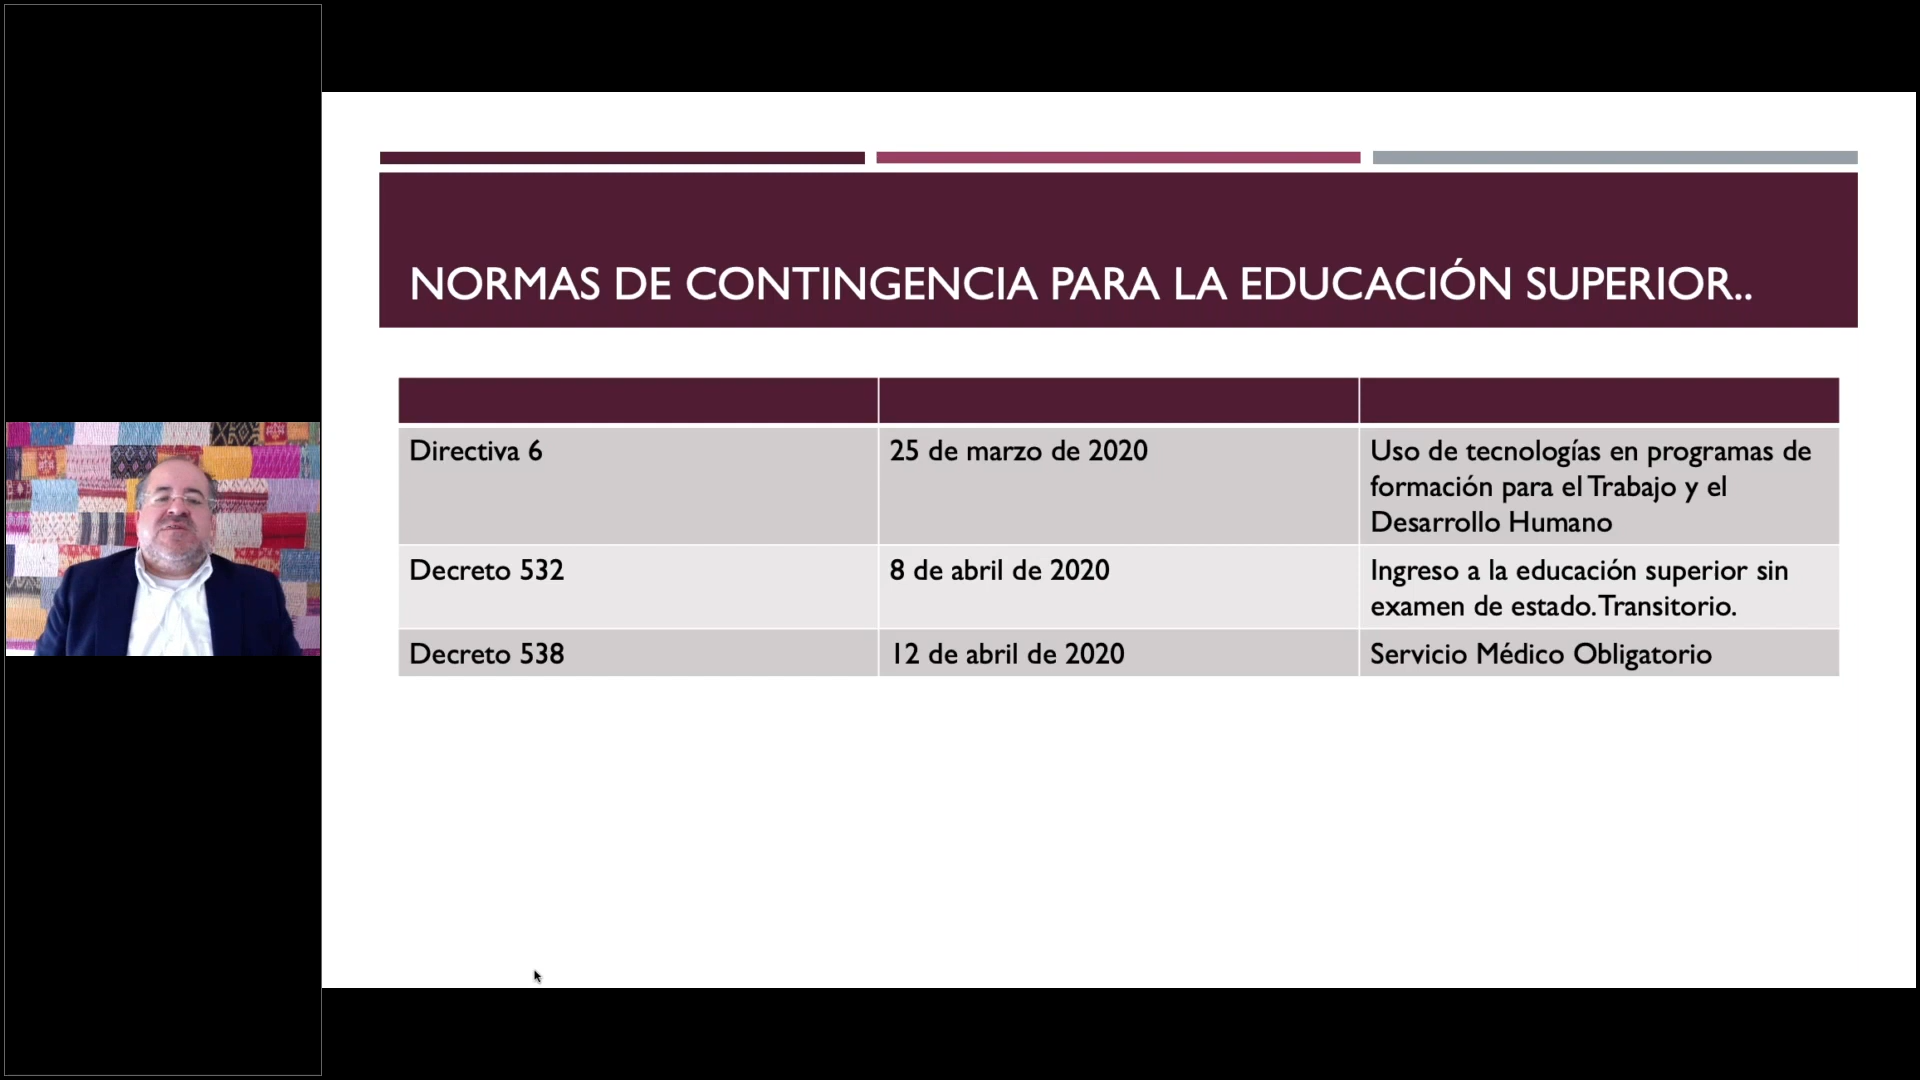 NORMAS DE CONTINGENCIA PARA LA EDUCACIÓN SUPERIOR..
Directiva 6
25 de marzo de 2020
Uso de tecnologías en programas de
formación para el Trabajo y el
Desarrollo Humano
Decreto 532
8 de abril de 2020
Ingreso a la educación superior sin
examen de estado. Transitorio.
Decreto 538
12 de abril de 2020
Servicio Médico Obligatorio